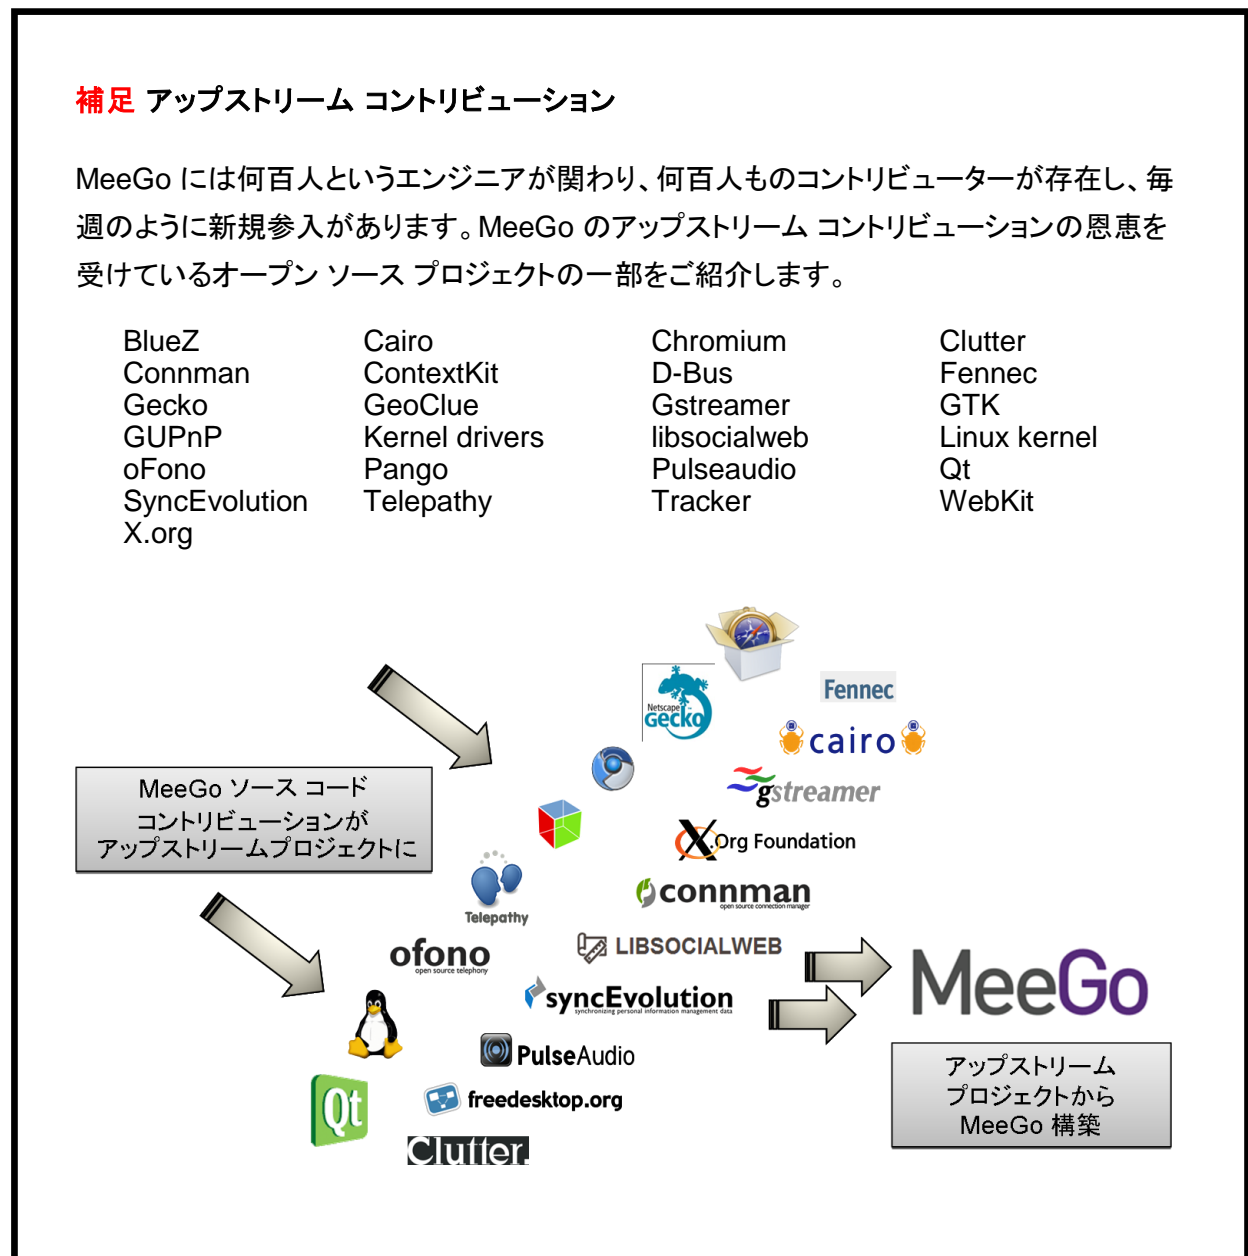 補足 アップストリーム コントリビューション
MeeGo には何百人というエンジニアが関わり、何百人ものコントリビューターが存在し、毎
週のように新規参入があります。MeeGo のアップストリーム コントリビューションの恩恵を
受けているオープン ソース プロジェクトの一部をご紹介します。
BlueZ Cairo Chromium Clutter
Connman ContextKit D-Bus Fennec
Gecko GeoClue Gstreamer GTK
GUPnP Kernel drivers libsocialweb Linux kernel
oFono Pango Pulseaudio Qt
SyncEvolution Telepathy Tracker WebKit
X.org
Fennec
Netscape
Gecko
cairo
MeeGo ソース コード
コントリビューションが
アップストリームプロジェクトに
gstreamer
X.Org Foundation
connman
open source connection manager
Telepathy
ofono
open source telephony
LIBSOCIALWEB
syncEvolution
synchronizing personal information management data
MeeGo
PulseAudio
Qt
freedesktop.org
Clutter.
アップストリーム
プロジェクトから
MeeGo 構築